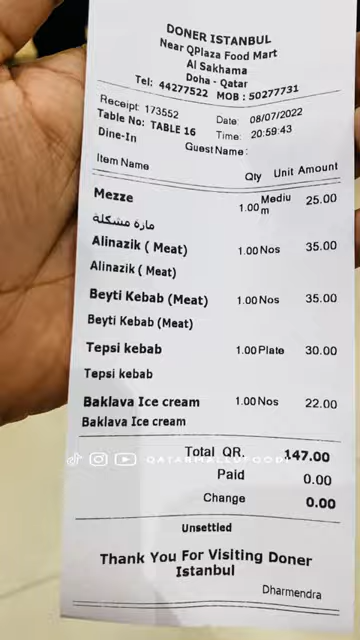 DONER ISTANBUL
Near QPlaza Food Mart
Al Sakhama
Doha - Qatar
Tel: 44277522 MOB : 50277731
Receipt: 173552 Date: 08/07/2022
Table No: TABLE 16 Time: 20:59:43
Dine-In Guest Name :
Item Name Qty Unit Amount
Mezze 1.00 Medium 25.00
مازة مشكلة
Alinazik ( Meat) 1.00 Nos 35.00
Alinazik ( Meat)
Beyti Kebab (Meat) 1.00 Nos 35.00
Beyti Kebab (Meat)
Tepsi kebab 1.00 Plate 30.00
Tepsi kebab
Baklava Ice cream 1.00 Nos 22.00
Baklava Ice cream
Total QR. 147.00
QATARMALLUFOODI
Paid 0.00
Change 0.00
Unsettled
Thank You For Visiting Doner
Istanbul
Dharmendra